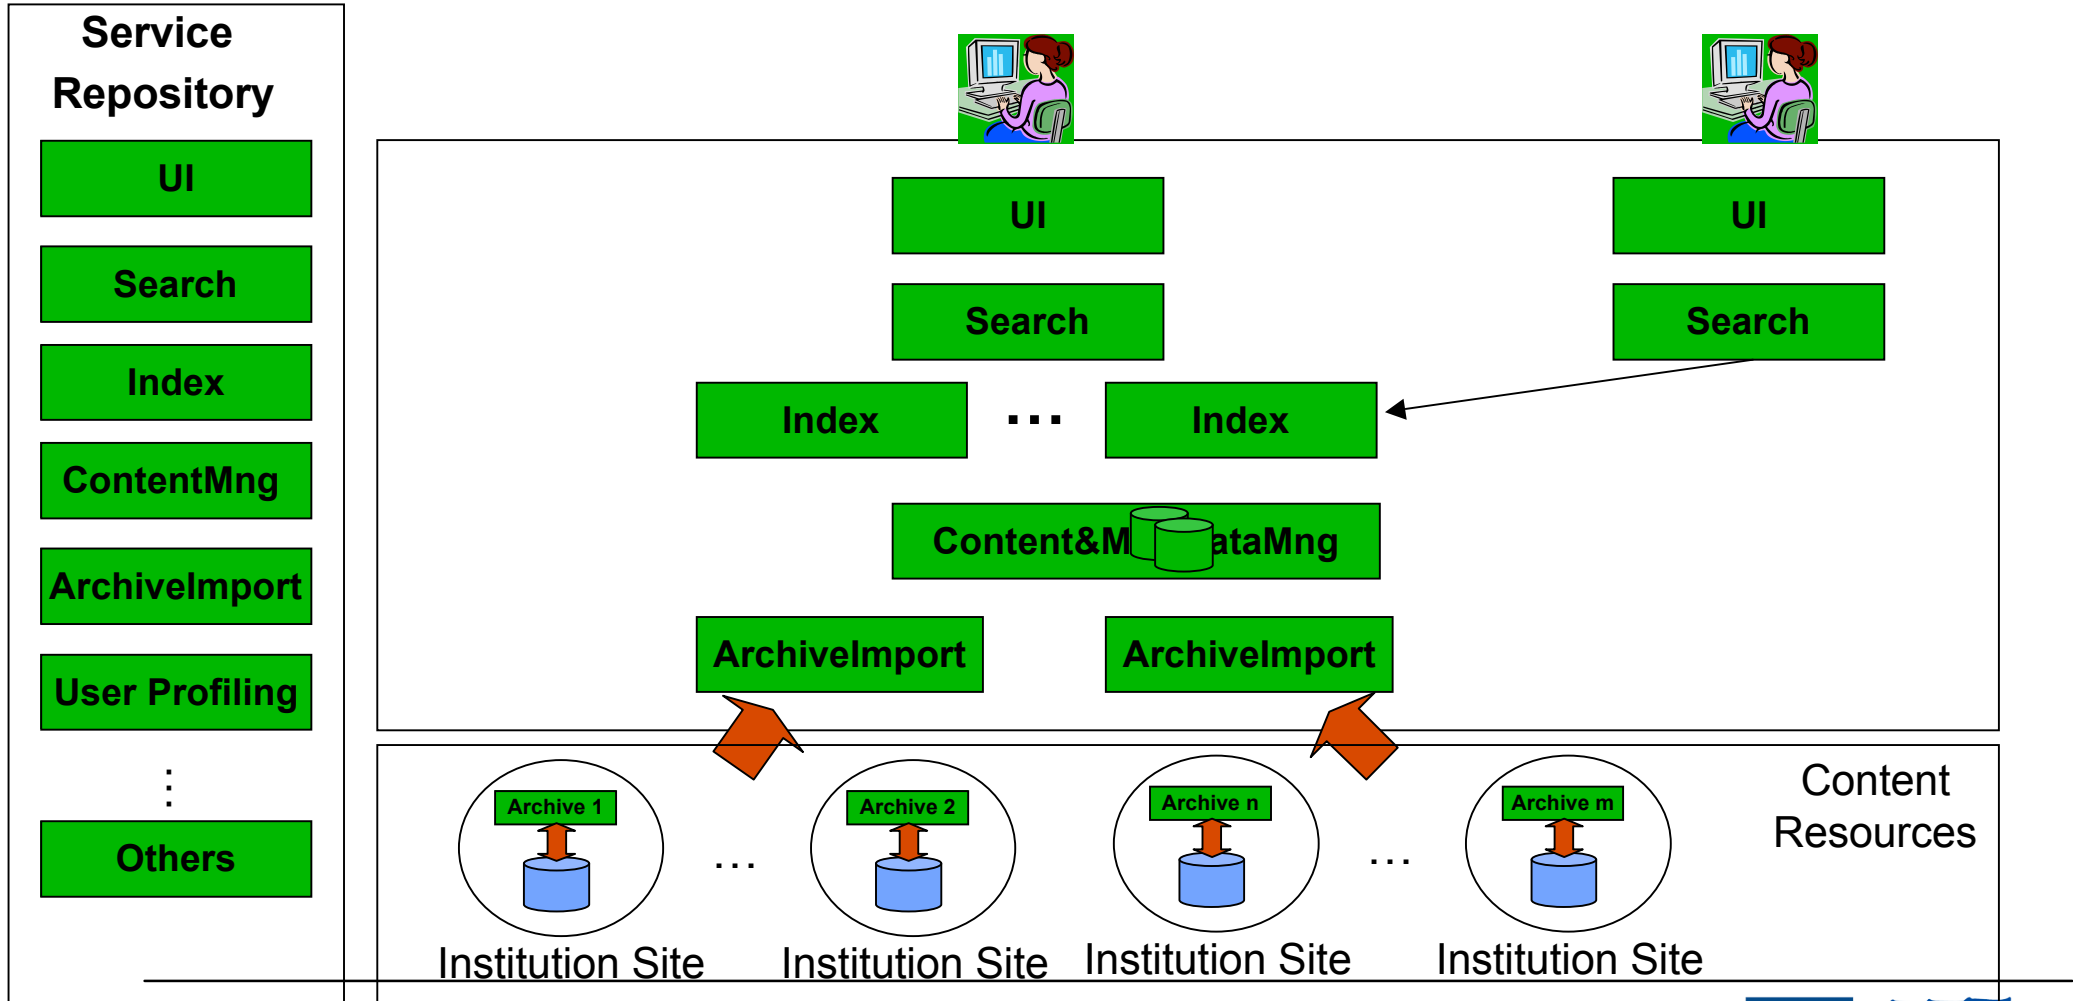 Service
Repository
UI
Search
Index
ContentMng
ArchiveImport
User Profiling
...
Others
UI
UI
Search
Search
Index
...
Index
Content&M
ataMng
ArchiveImport
ArchiveImport
Content
Resources
Archive 1
...
Archive 2
Archive n
...
Archive m
Institution Site
Institution Site
Institution Site
Institution Site